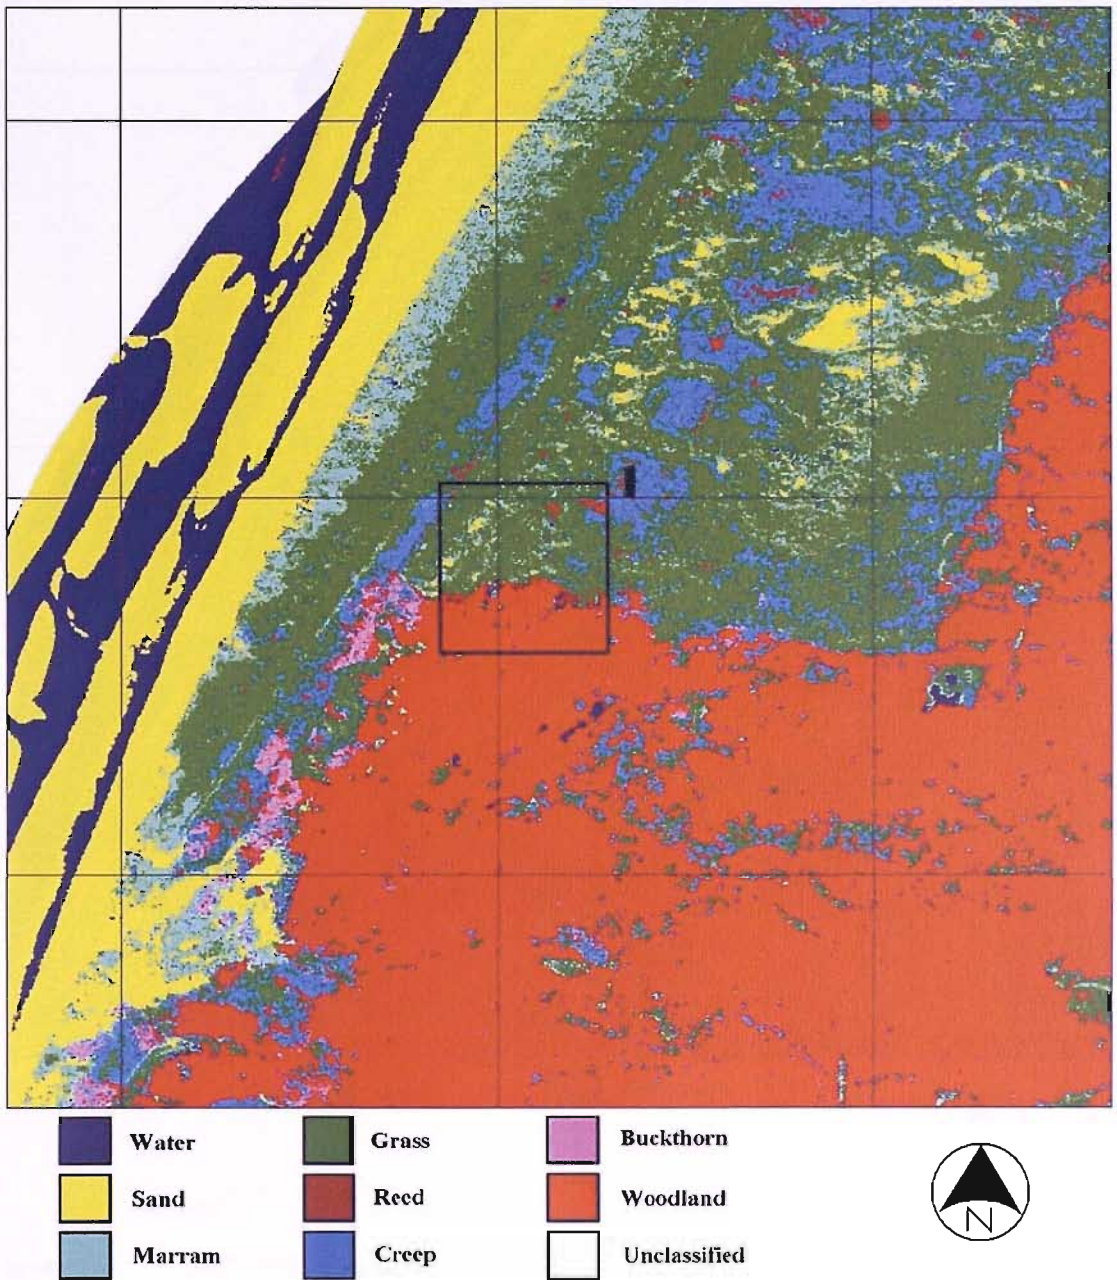 Water
Grass
Buckthorn
Sand
Reed
Woodland
Marram
Creep
Unclassified
N